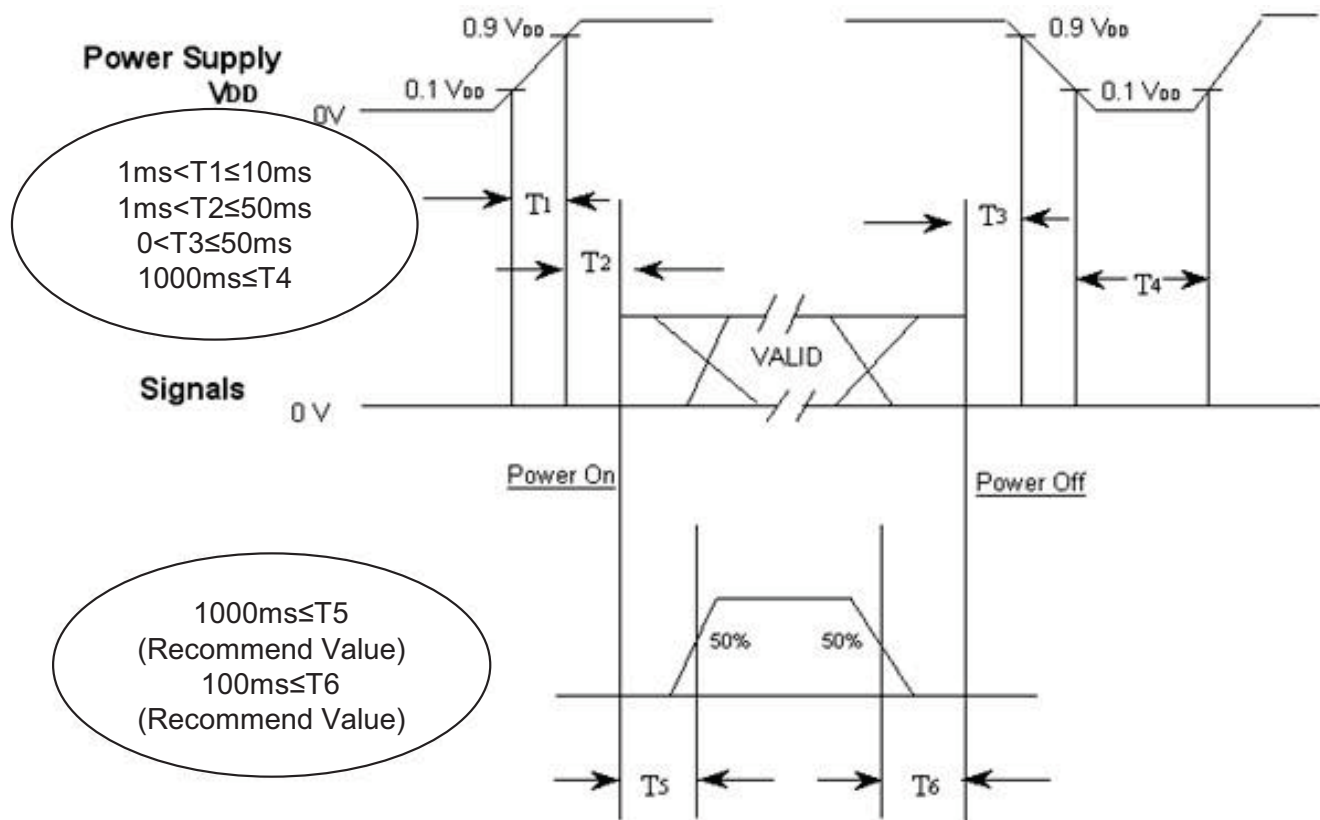 0.9 VDD
0.9 VDD
Power Supply
VDD
0.1 VDD
0.1 VDD
0V
1ms<T1≤10ms
1ms<T2≤50ms
0<T3≤50ms
1000ms≤T4
T1
T3
T2
T4
VALID
Signals
0 V
Power On
Power Off
1000ms≤T5
(Recommend Value)
100ms≤T6
(Recommend Value)
50%
50%
T5
T6